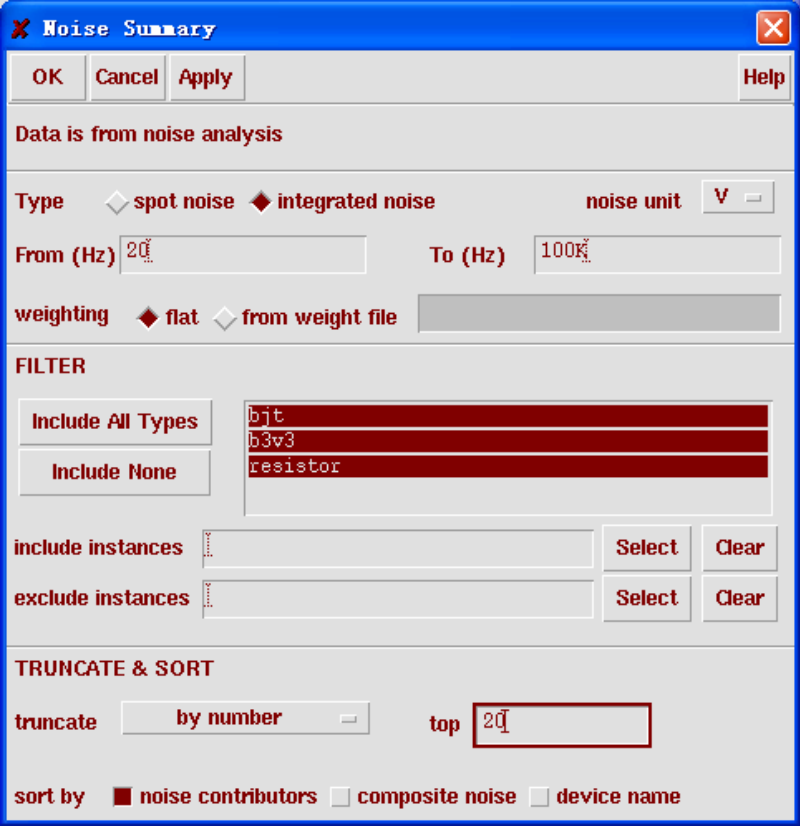 Noise Summary
OK Cancel Apply Help
Data is from noise analysis
Type spot noise integrated noise noise unit V
From (Hz) 20 To (Hz) 100K
weighting flat from weight file
FILTER
Include All Types
Include None
bjt
b3v3
resistor
include instances Select Clear
exclude instances Select Clear
TRUNCATE & SORT
truncate by number top 20
sort by noise contributors composite noise device name